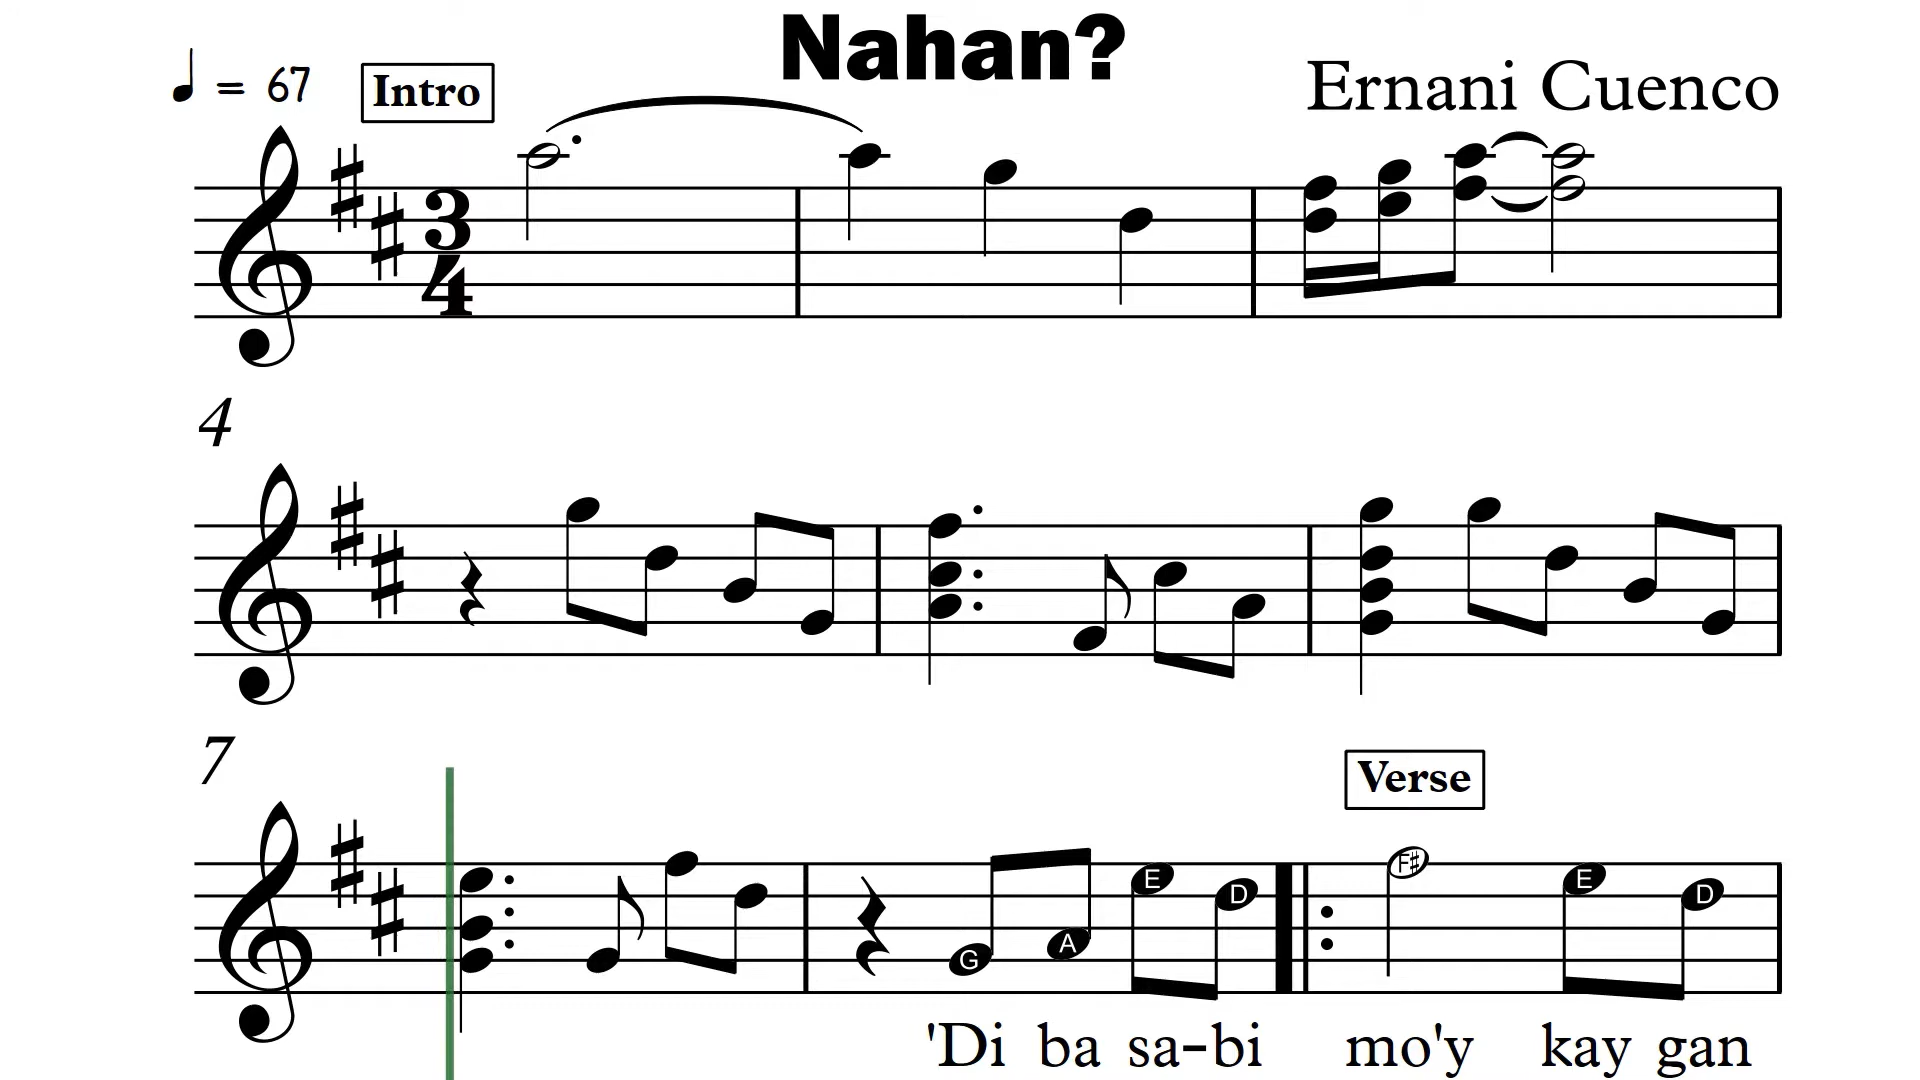 Nahan?
= 67
Intro
Ernani Cuenco
3
4
4
7
Verse
F# E D
G A E D
'Di ba sa-bi mo'y kay gan